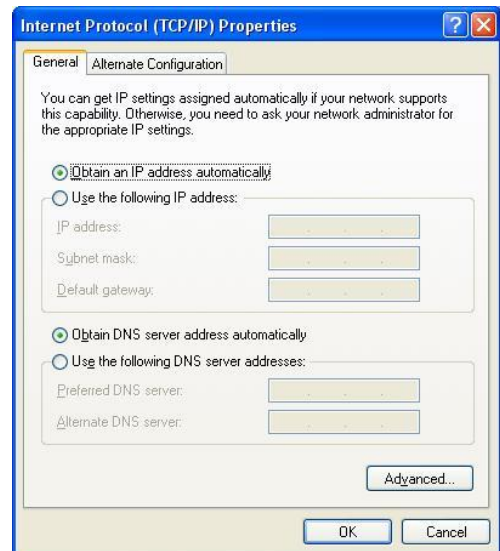 Internet Protocol (TCP/IP) Properties
General Alternate Configuration
You can get IP settings assigned automatically if your network supports
this capability. Otherwise, you need to ask your network administrator for
the appropriate IP settings.
Obtain an IP address automatically
Use the following IP address:
IP address:
Subnet mask:
Default gateway:
Obtain DNS server address automatically
Use the following DNS server addresses:
Preferred DNS server:
Alternate DNS server:
Advanced...
OK Cancel